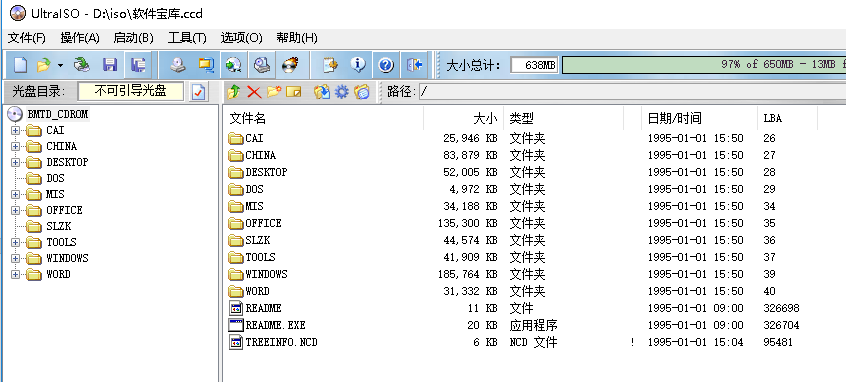 UltraISO - D:\iso\软件宝库.ccd
文件(F) 操作(A) 启动(B) 工具(T) 选项(O) 帮助(H)
大小总计: 638MB 97% of 650MB - 13MB f
光盘目录: 不可引导光盘 路径: /
BMTD_CDROM
CAI
CHINA
DESKTOP
DOS
MIS
OFFICE
SLZK
TOOLS
WINDOWS
WORD
文件名 大小 类型 日期/时间 LBA
CAI 25,946 KB 文件夹 1995-01-01 15:50 26
CHINA 83,879 KB 文件夹 1995-01-01 15:50 27
DESKTOP 52,005 KB 文件夹 1995-01-01 15:50 28
DOS 4,972 KB 文件夹 1995-01-01 15:50 29
MIS 34,188 KB 文件夹 1995-01-01 15:50 34
OFFICE 135,300 KB 文件夹 1995-01-01 15:50 35
SLZK 44,574 KB 文件夹 1995-01-01 15:50 36
TOOLS 41,909 KB 文件夹 1995-01-01 15:50 37
WINDOWS 185,764 KB 文件夹 1995-01-01 15:50 39
WORD 31,332 KB 文件夹 1995-01-01 15:50 40
README 11 KB 文件 1995-01-01 09:00 326698
README.EXE 20 KB 应用程序 1995-01-01 09:00 326704
TREEINFO.NCD 6 KB NCD 文件 ! 1995-01-01 15:04 95481